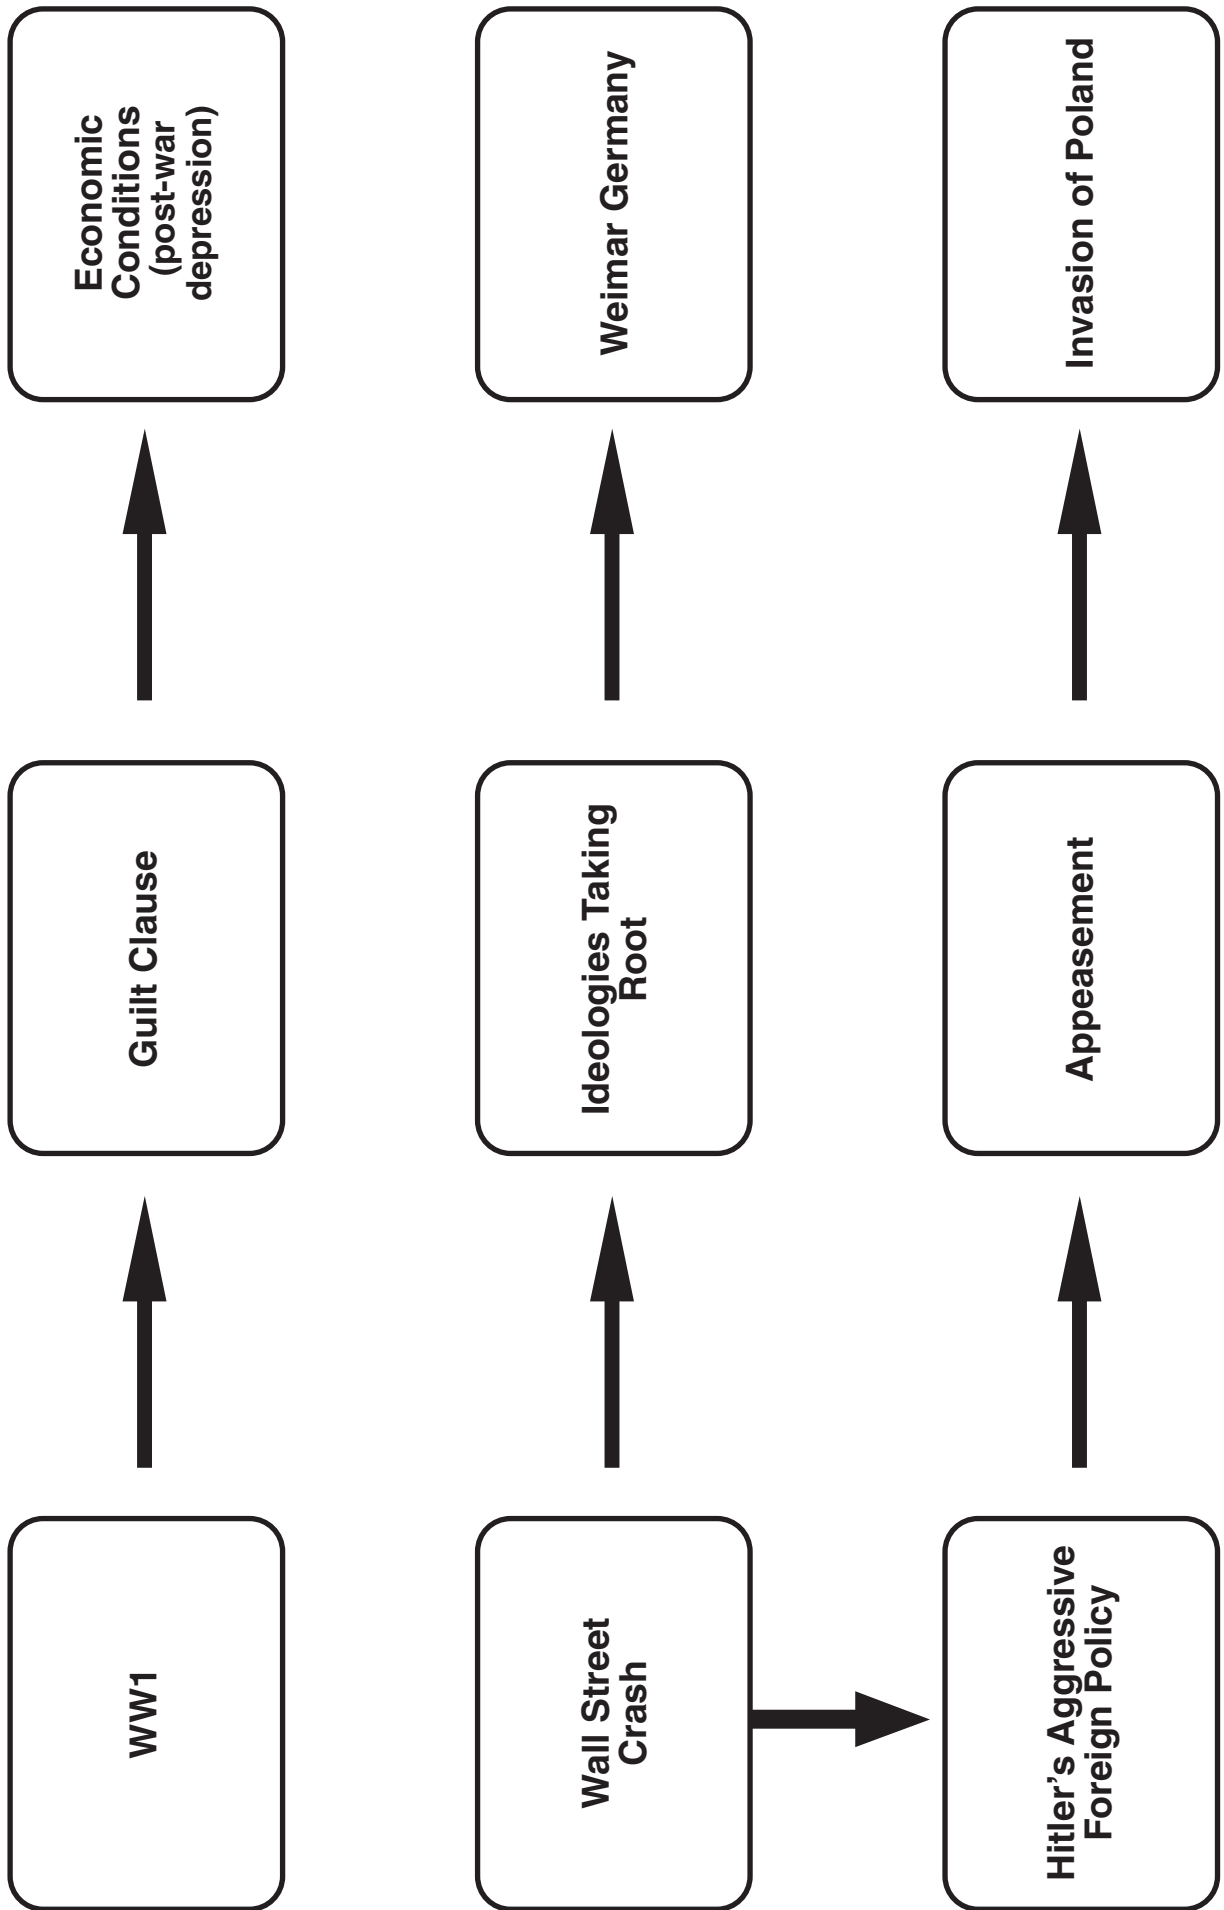 WW1
Guilt Clause
Economic
Conditions
(post-war
depression)
Wall Street
Crash
Ideologies Taking
Root
Weimar Germany
Hitler’s Aggressive
Foreign Policy
Appeasement
Invasion of Poland